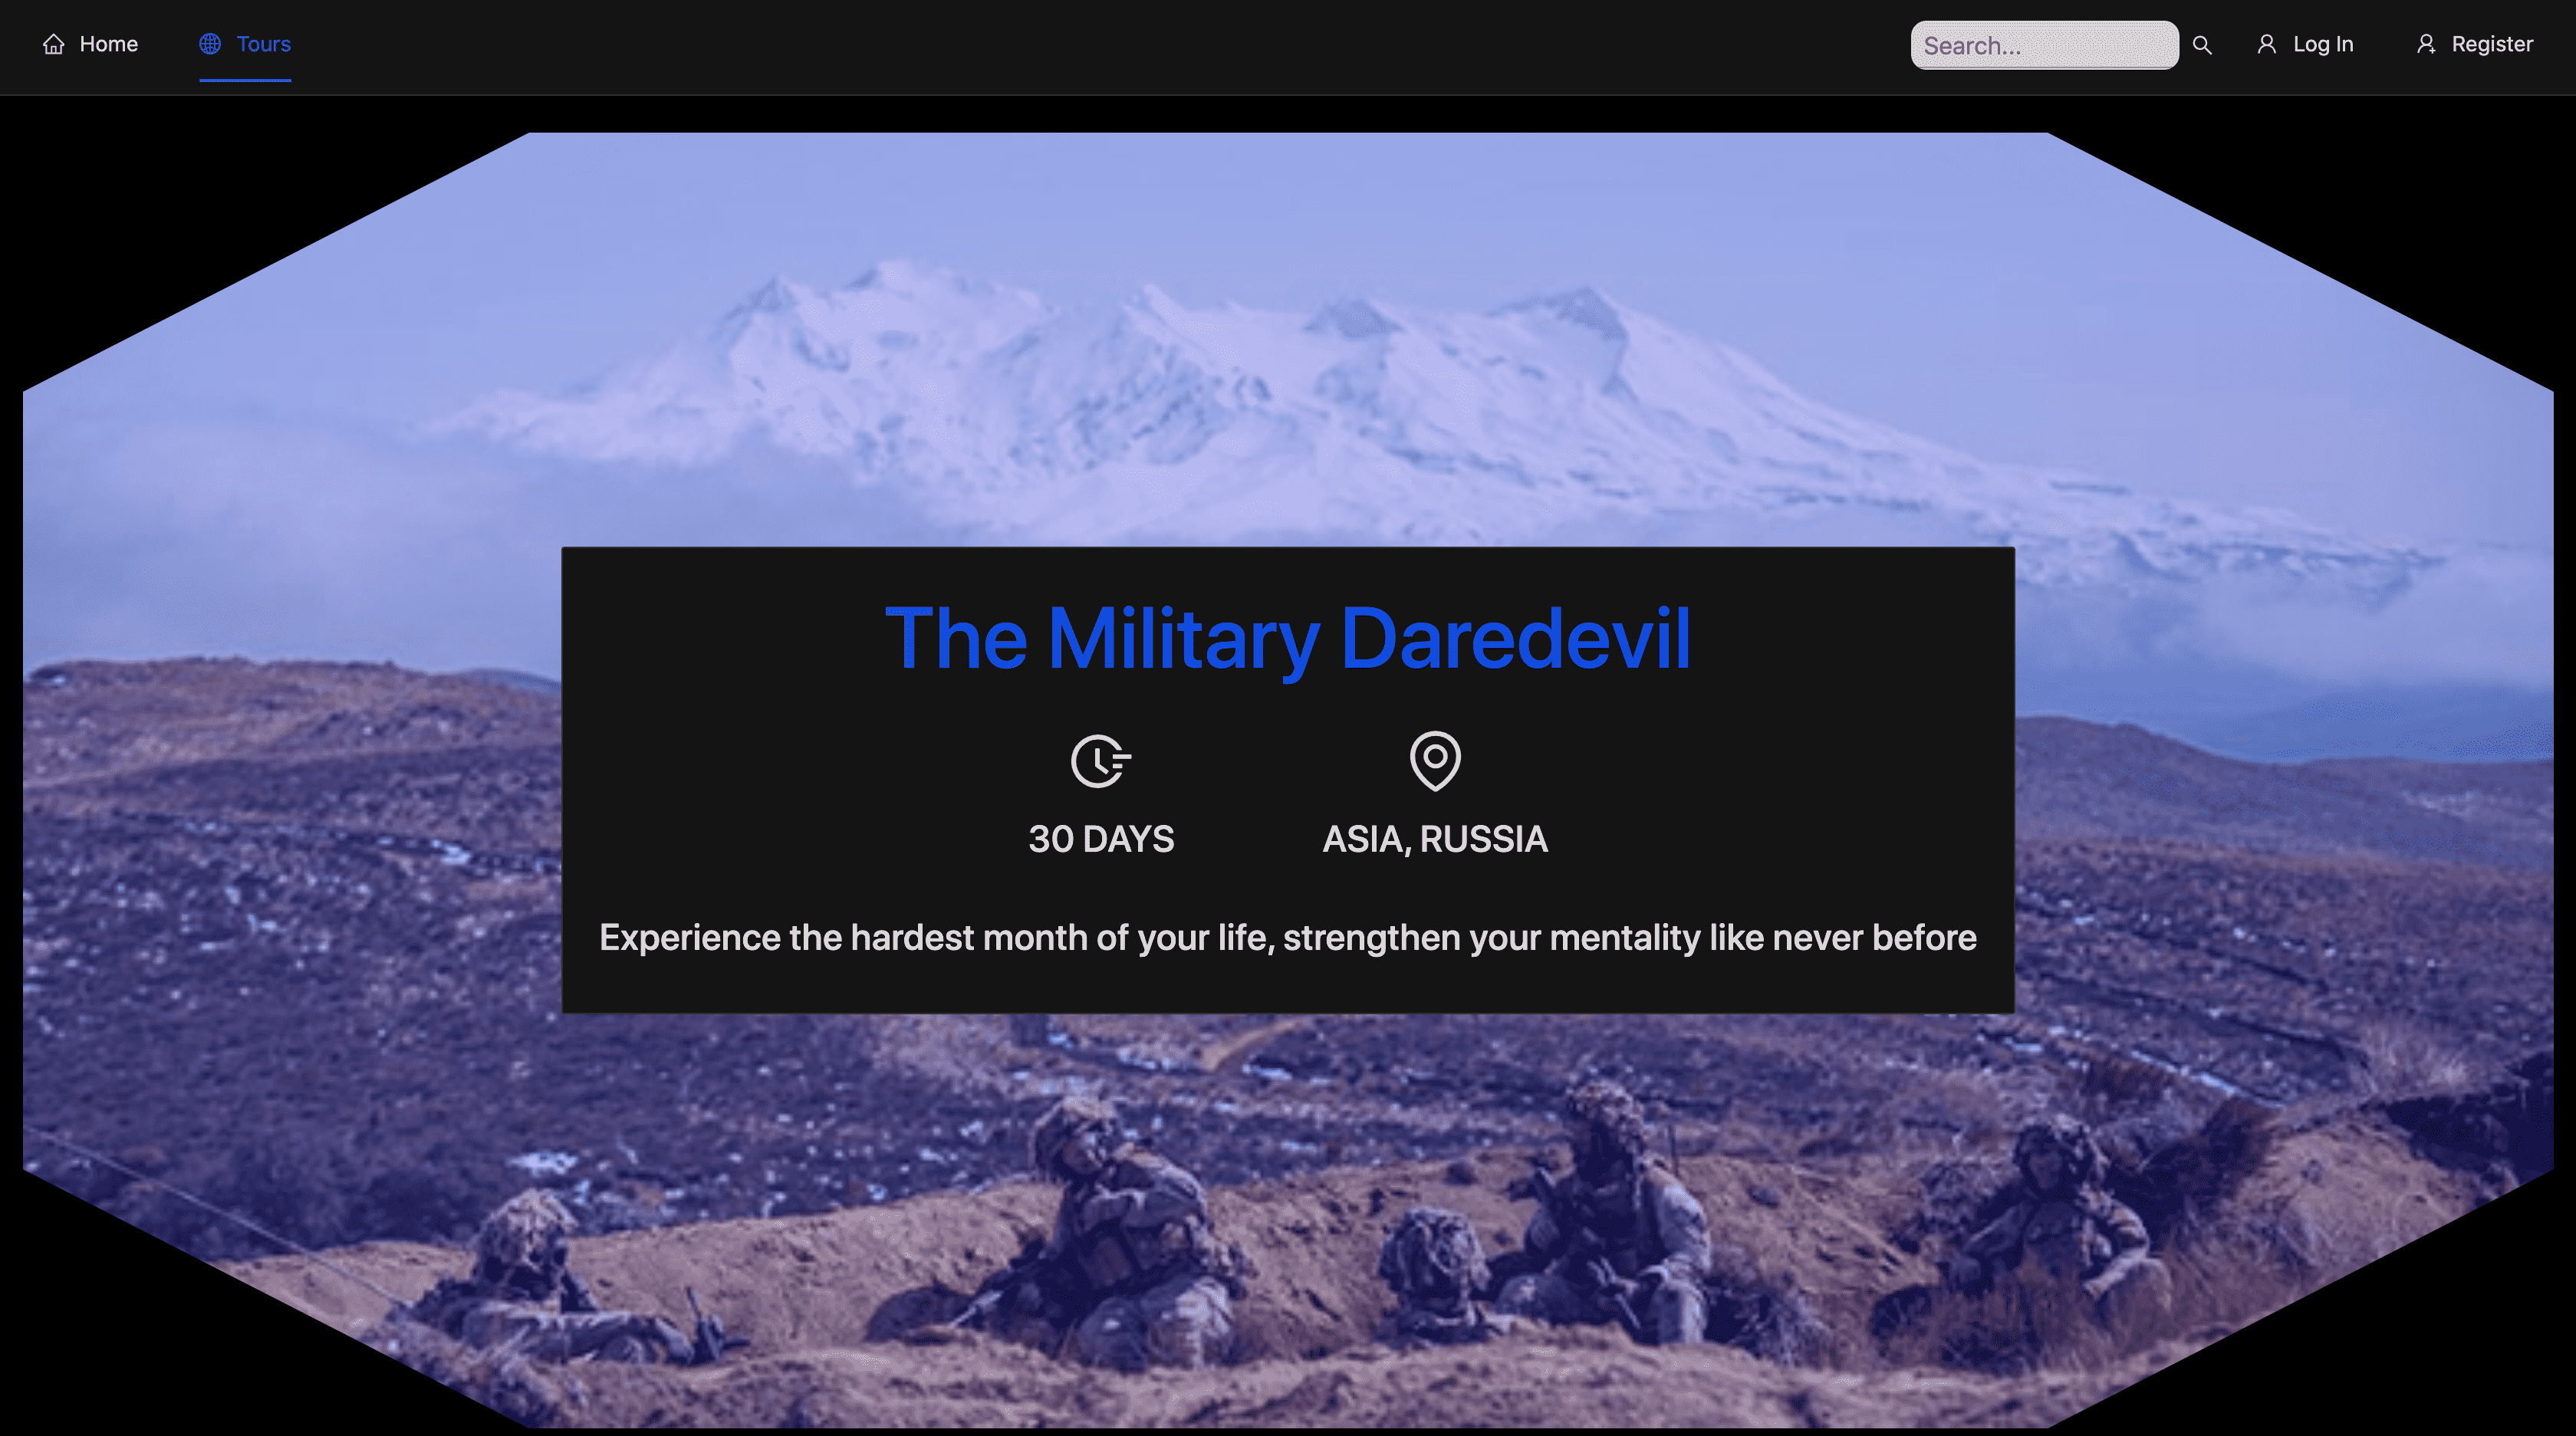 Home Tours Search... Log In Register
The Military Daredevil
30 DAYS ASIA, RUSSIA
Experience the hardest month of your life, strengthen your mentality like never before